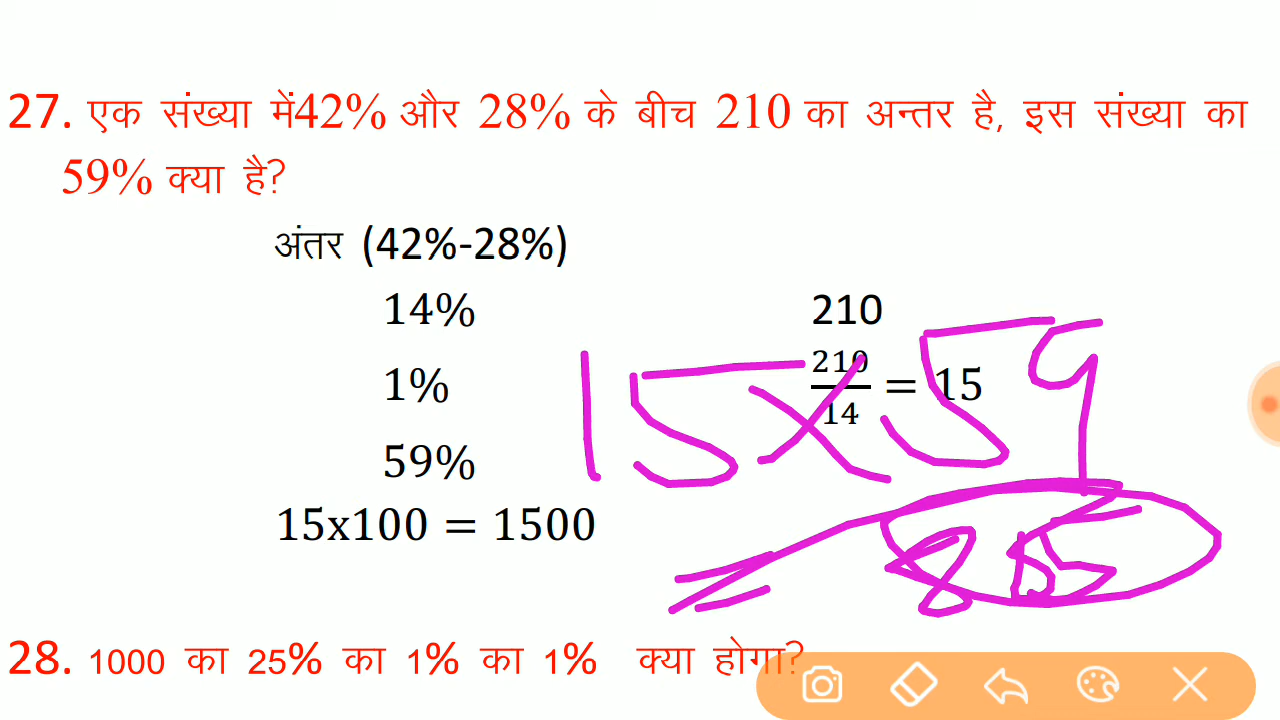 27. एक संख्या में42% और 28% के बीच 210 का अन्तर है, इस संख्या का
59% क्या है?
अंतर (42%-28%)
14% 210
1% 210/14 = 15
59%
15x100 = 1500
15x59
= 885
28. 1000 का 25% का 1% का 1% क्या होगा?